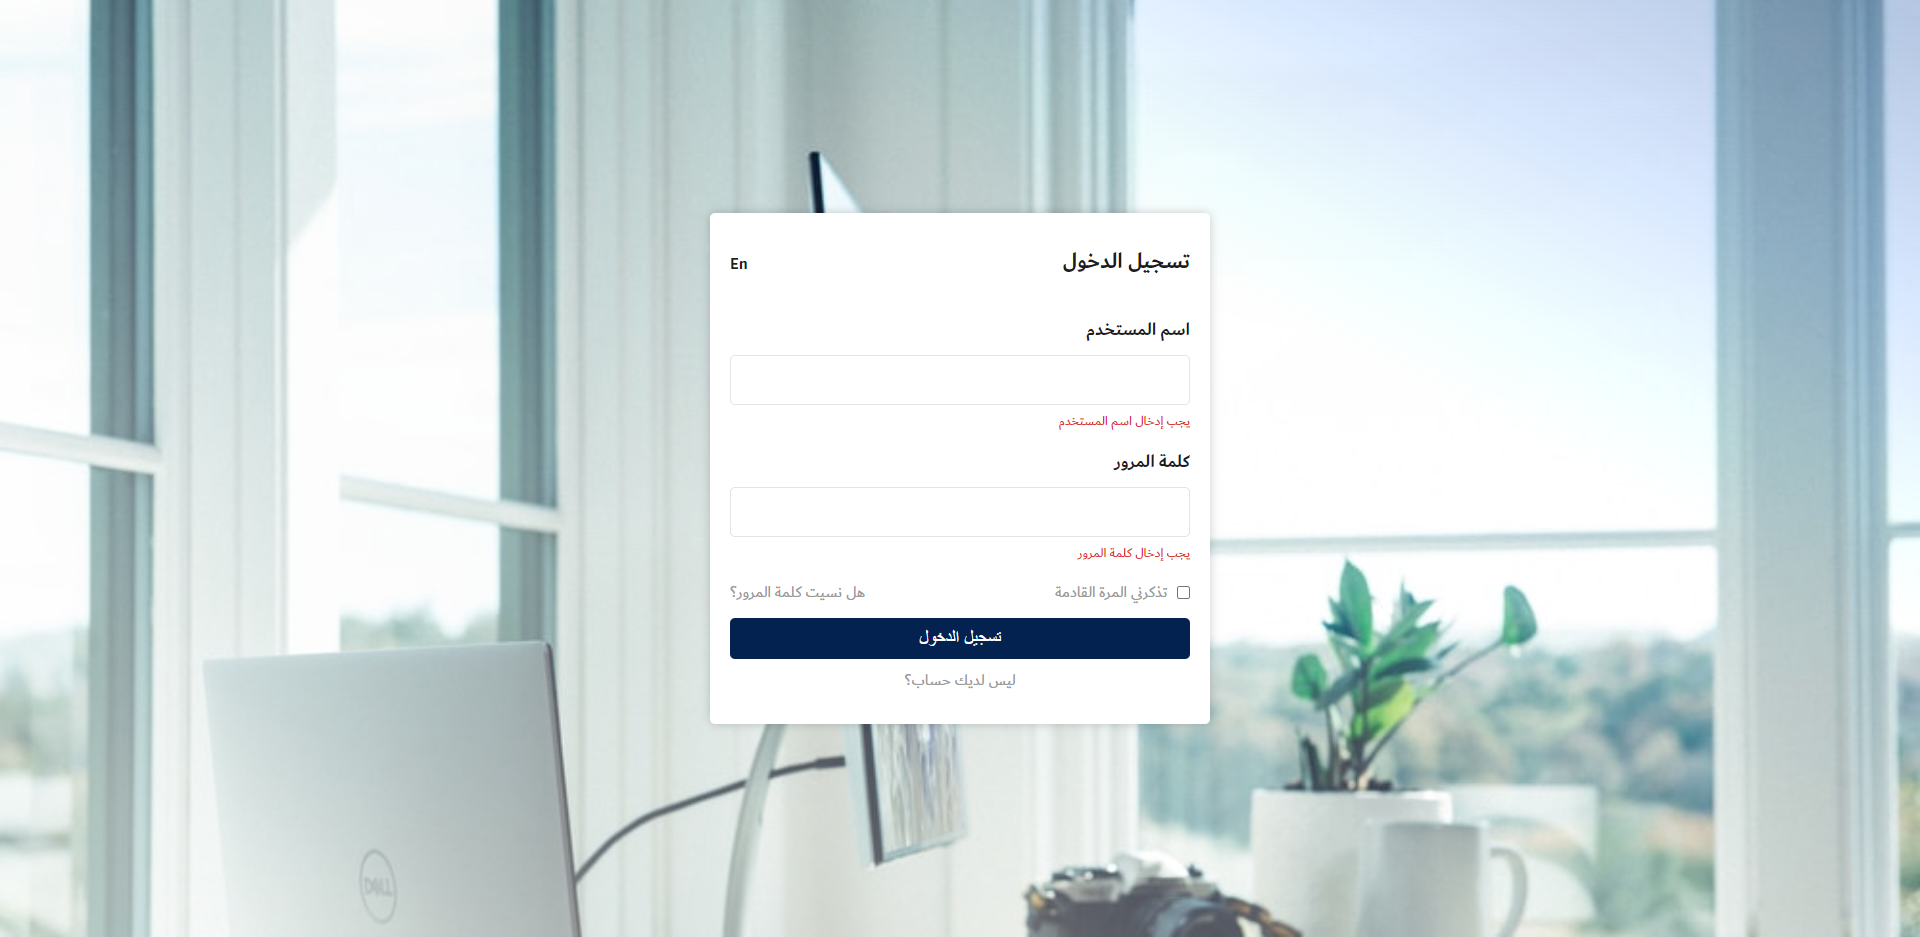 تسجيل الدخول
En
اسم المستخدم
يجب إدخال اسم المستخدم
كلمة المرور
يجب إدخال كلمة المرور
تذكرني المرة القادمة
هل نسيت كلمة المرور؟
تسجيل الدخول
ليس لديك حساب؟
DELL